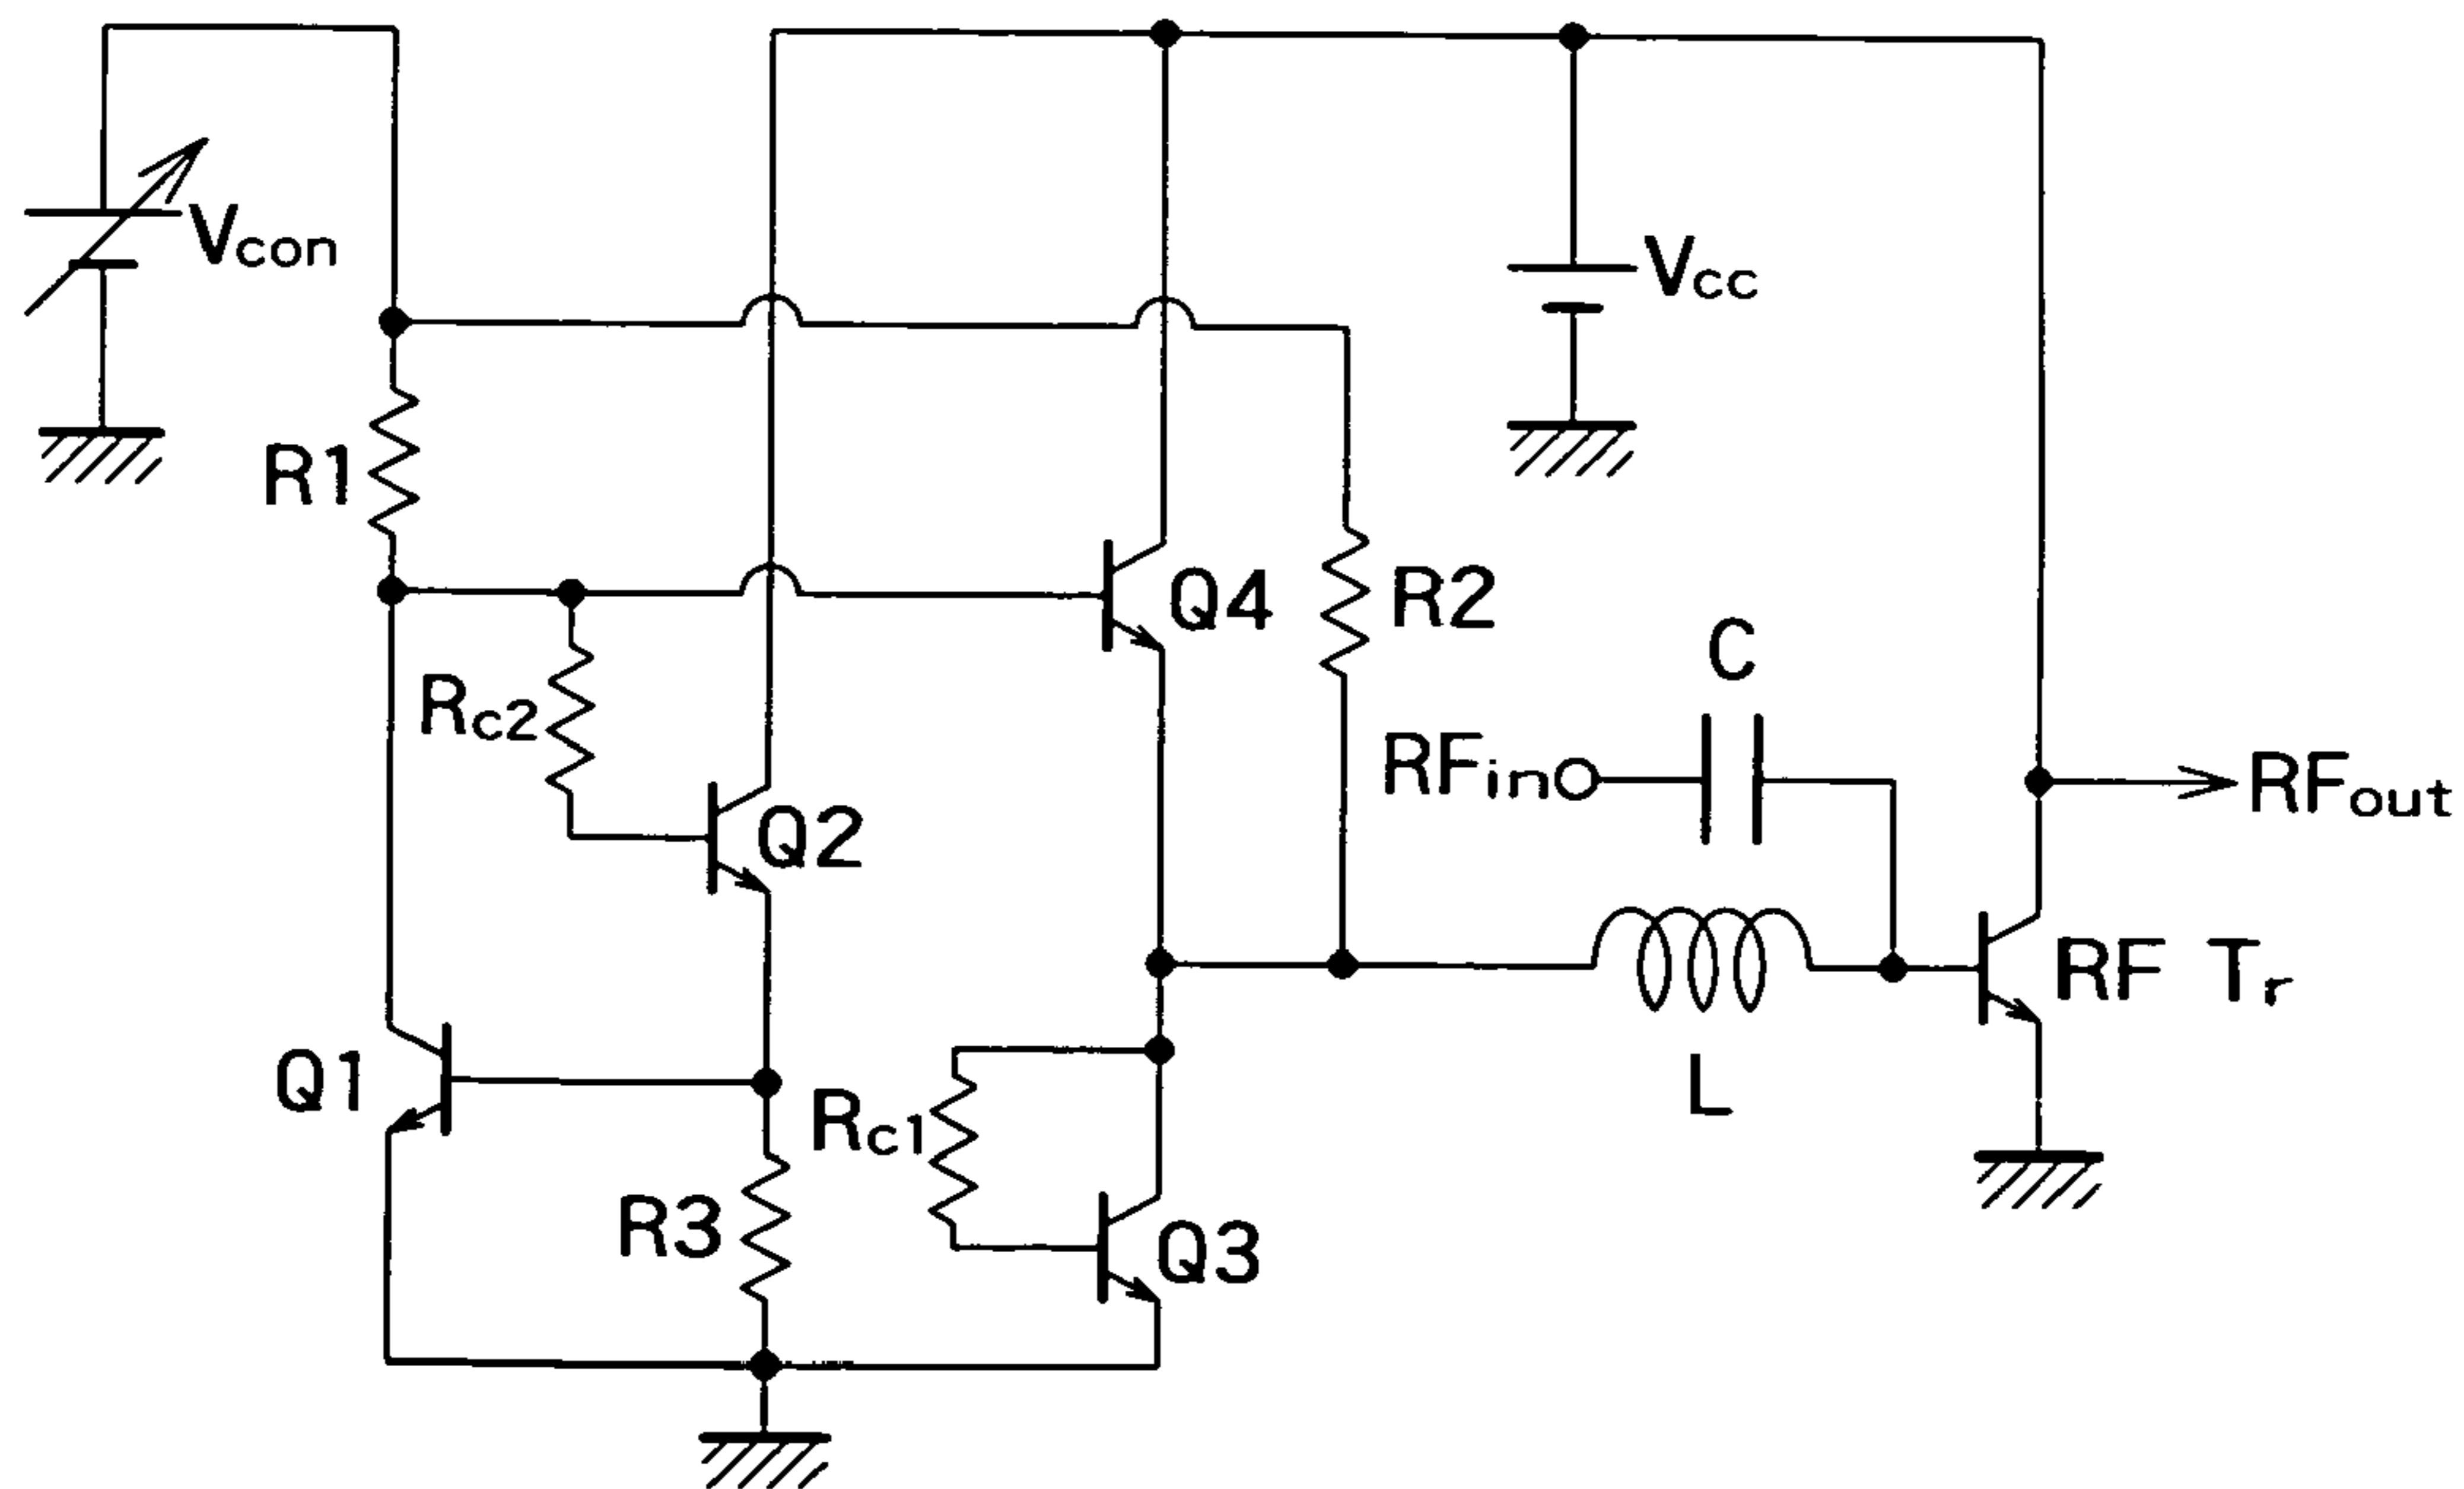 Vcon
Vcc
R1
Q4
R2
C
Rc2
RFin
RFout
Q2
RF Tr
Q1
Rc1
L
R3
Q3